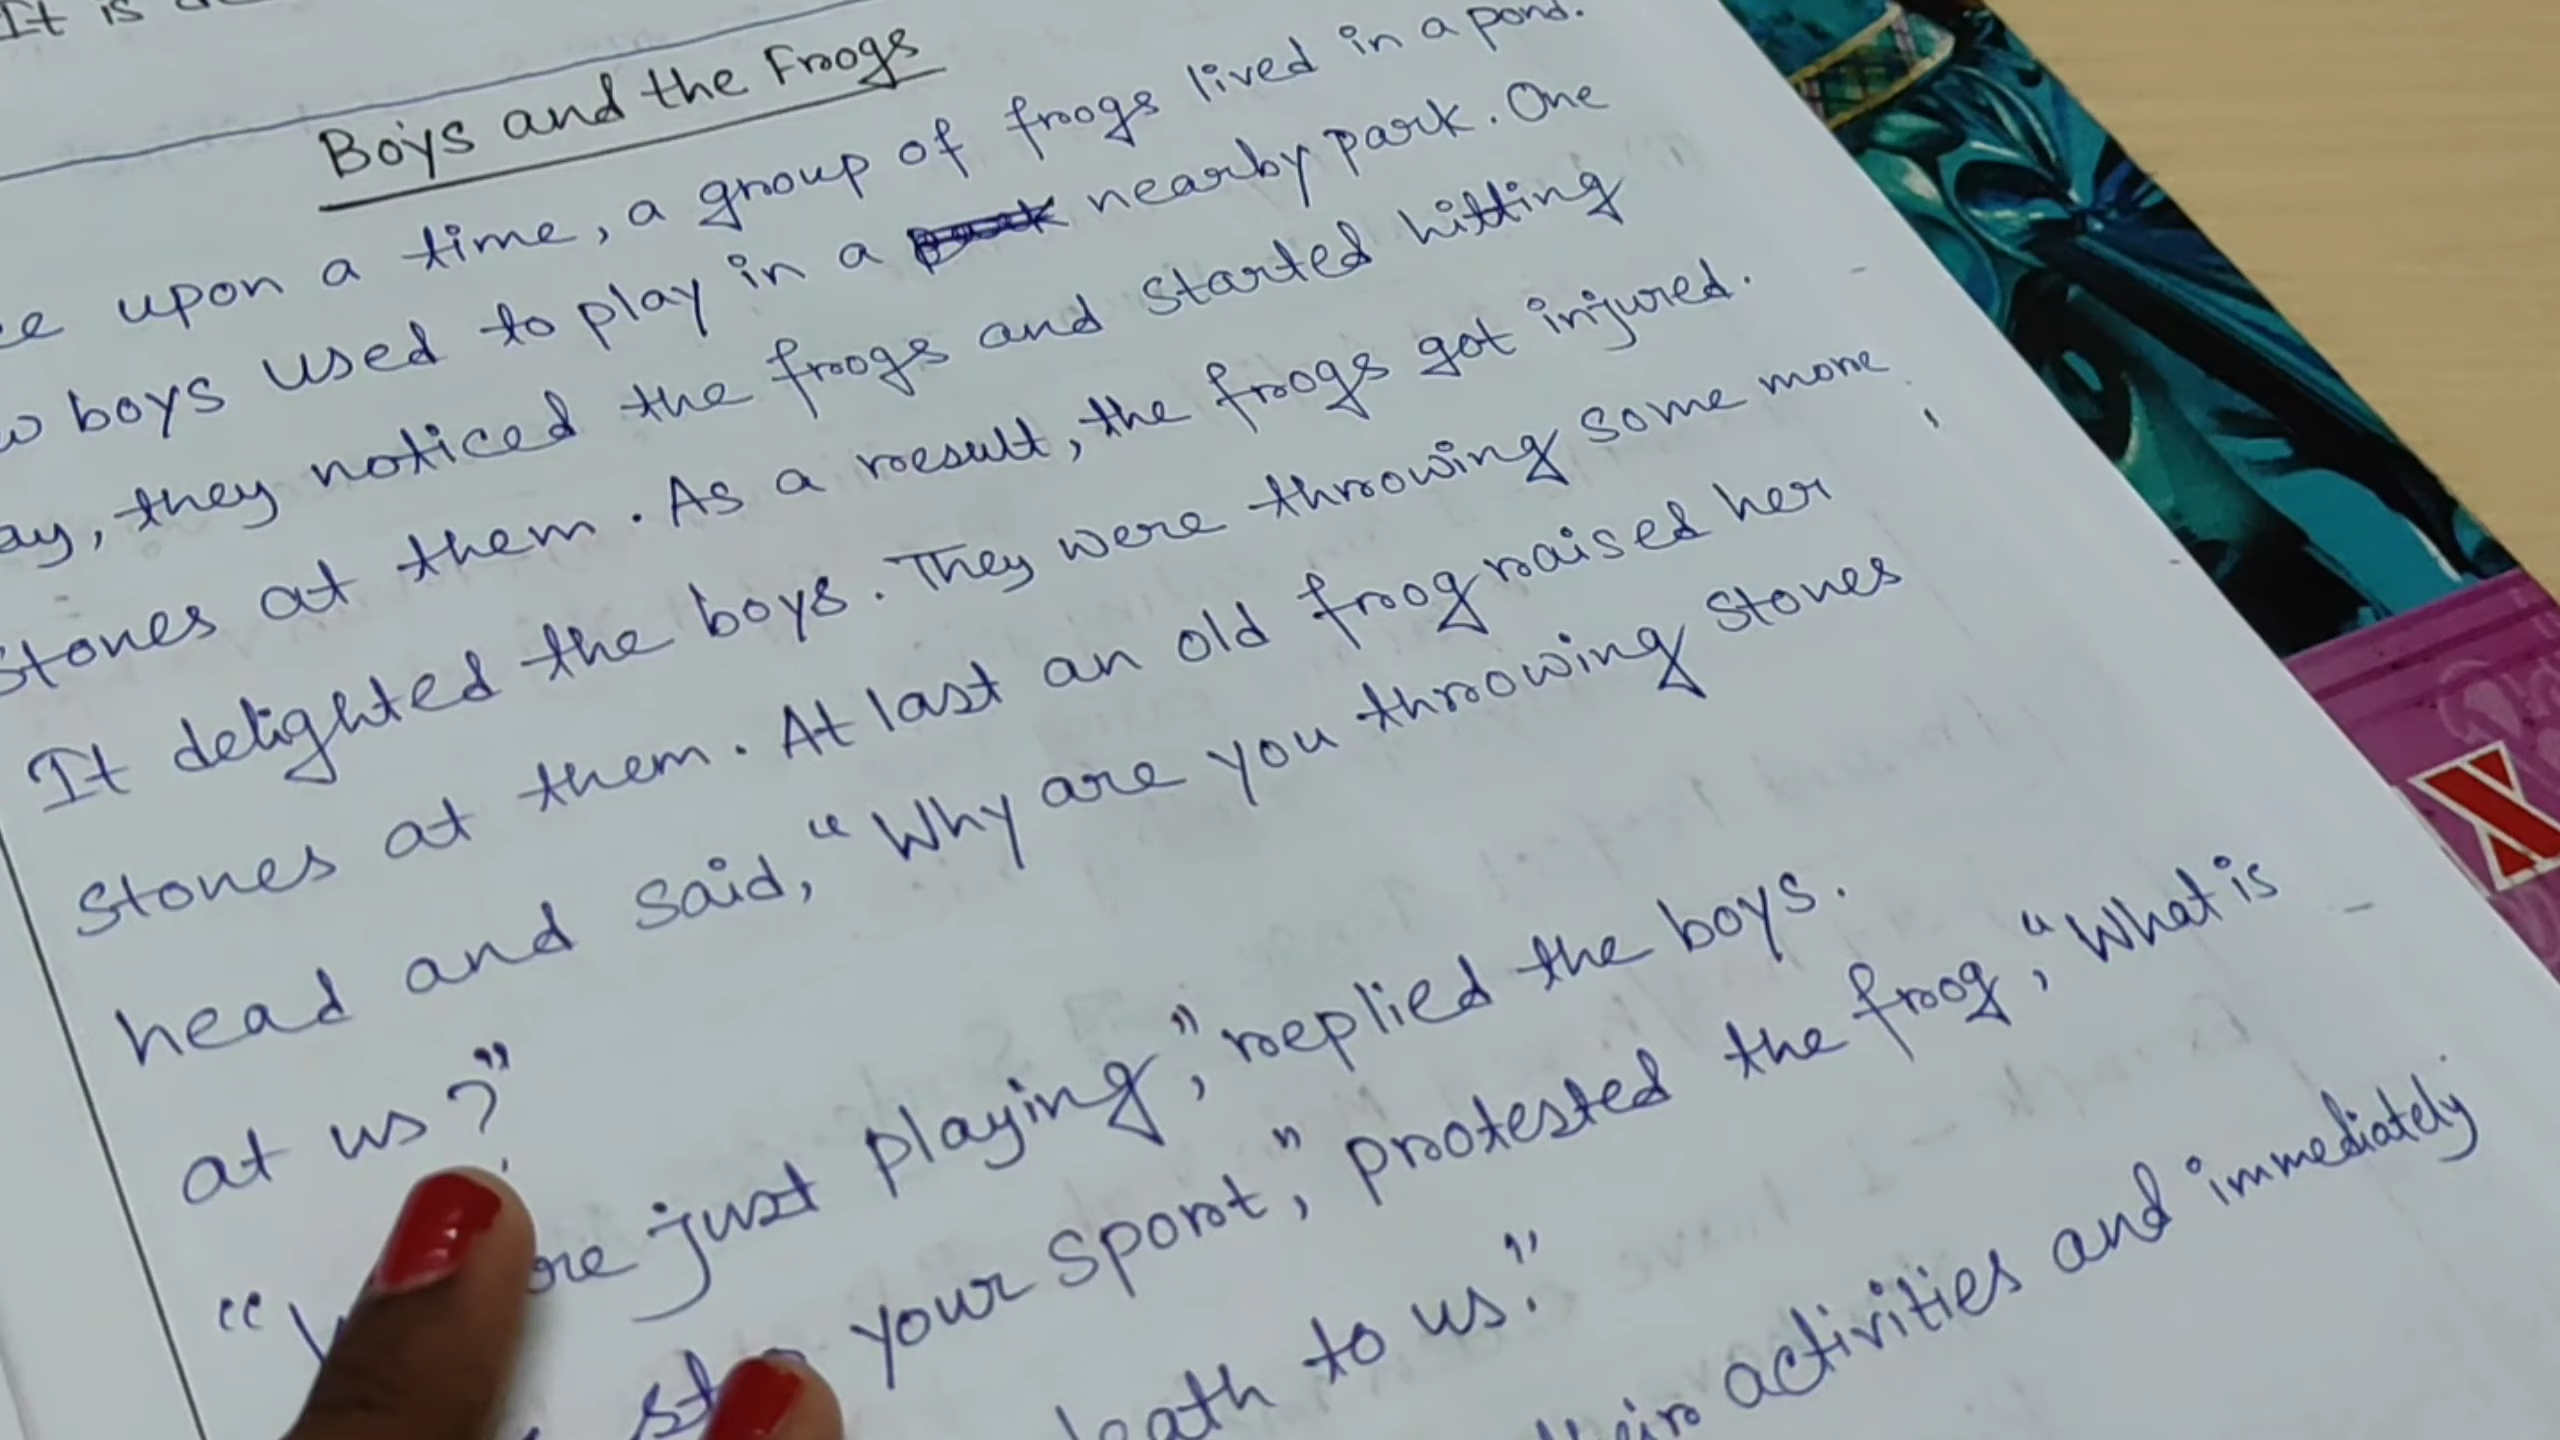 It is
Boys and the Frogs
upon a time, a group of frogs lived in a pond.
boys used to play in a nearby park. One
they noticed the frogs and started hitting
stones at them. As a result, the frogs got injured.
It delighted the boys. They were throwing some more
stones at them. At last an old frog raised her
head and said, "Why are you throwing stones
at us?"
just playing," replied the boys.
your sport," protested the frog, "What is
to us."
activities and immediately
X